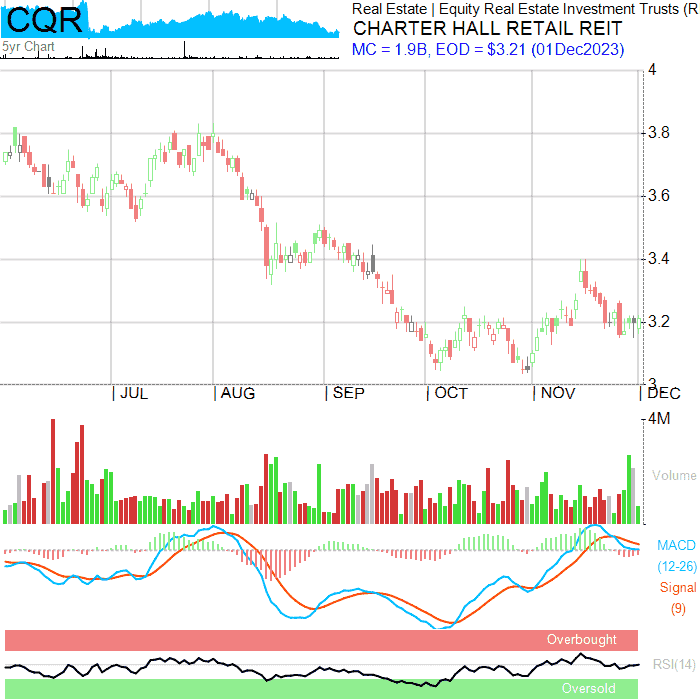 CQR
5yr Chart
Real Estate | Equity Real Estate Investment Trusts (R
CHARTER HALL RETAIL REIT
MC = 1.9B, EOD = $3.21 (01Dec2023)
4
3.8
3.6
3.4
3.2
3
| JUL | AUG | SEP | OCT | NOV | DEC
4M
Volume
MACD
(12-26)
Signal
(9)
Overbought
RSI(14)
Oversold